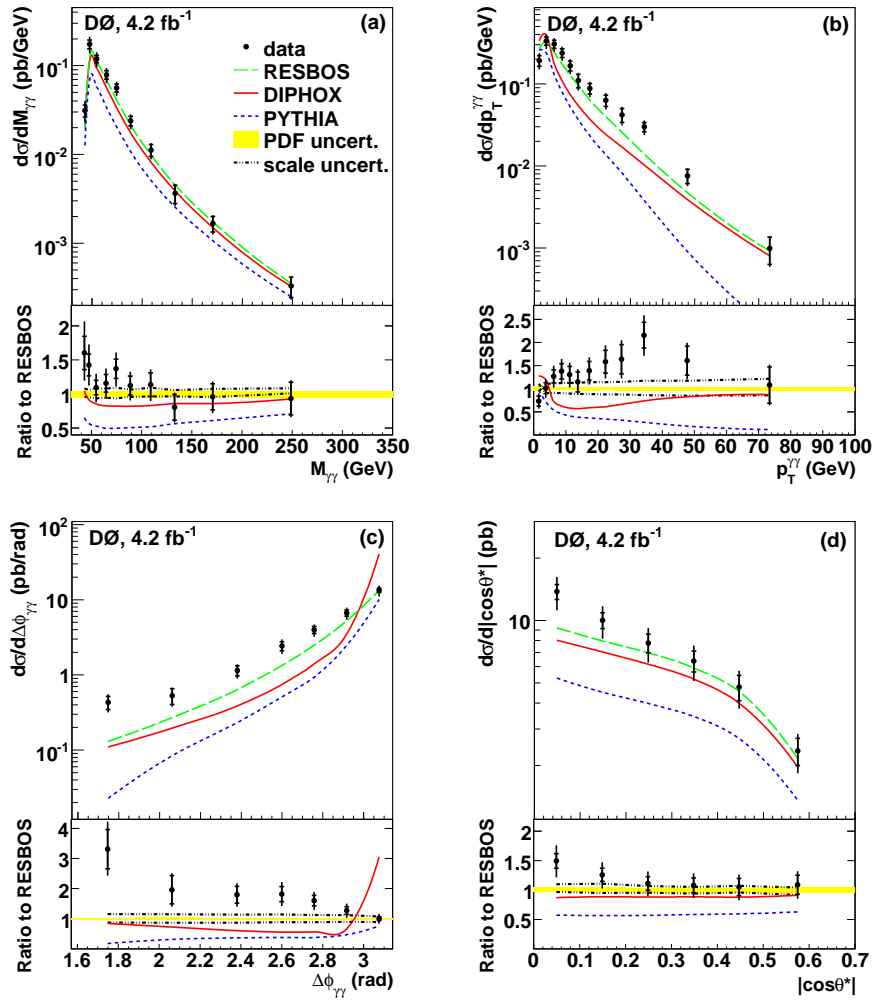 (a)
DØ, 4.2 fb⁻¹
data
RESBOS
DIPHOX
PYTHIA
PDF uncert.
scale uncert.
dσ/dM_γγ (pb/GeV)
10⁻¹
10⁻²
10⁻³
Ratio to RESBOS
2
1.5
1
0.5
50 100 150 200 250 300 350
M_γγ (GeV)
(b)
DØ, 4.2 fb⁻¹
dσ/dp_T^γγ (pb/GeV)
10⁻¹
10⁻²
10⁻³
Ratio to RESBOS
2.5
2
1.5
1
0.5
0 10 20 30 40 50 60 70 80 90 100
p_T^γγ (GeV)
(c)
DØ, 4.2 fb⁻¹
dσ/dΔϕ_γγ (pb/rad)
10²
10
1
10⁻¹
Ratio to RESBOS
4
3
2
1
1.6 1.8 2 2.2 2.4 2.6 2.8 3
Δϕ_γγ (rad)
(d)
DØ, 4.2 fb⁻¹
dσ/d|cosθ*| (pb)
10
Ratio to RESBOS
2
1.5
1
0.5
0 0.1 0.2 0.3 0.4 0.5 0.6 0.7
|cosθ*|